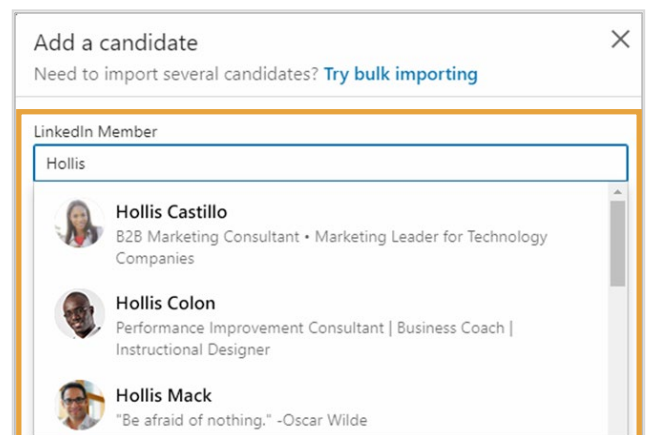 Add a candidate
Need to import several candidates? Try bulk importing
LinkedIn Member
Hollis
Hollis Castillo
B2B Marketing Consultant • Marketing Leader for Technology
Companies
Hollis Colon
Performance Improvement Consultant | Business Coach |
Instructional Designer
Hollis Mack
"Be afraid of nothing." -Oscar Wilde